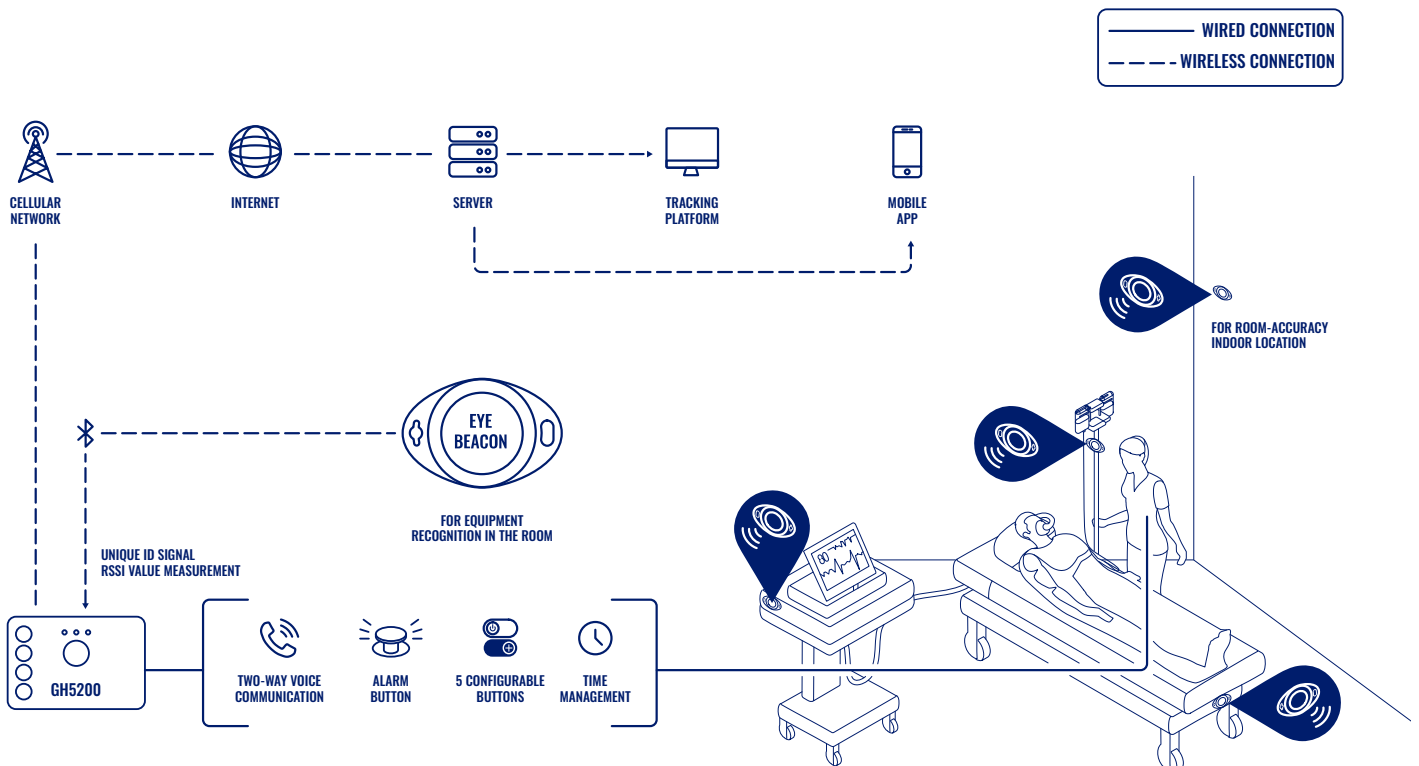 WIRED CONNECTION
WIRELESS CONNECTION
CELLULAR
NETWORK
INTERNET
SERVER
TRACKING
PLATFORM
MOBILE
APP
FOR ROOM-ACCURACY
INDOOR LOCATION
EYE
BEACON
FOR EQUIPMENT
RECOGNITION IN THE ROOM
UNIQUE ID SIGNAL
RSSI VALUE MEASUREMENT
GH5200
TWO-WAY VOICE
COMMUNICATION
ALARM
BUTTON
5 CONFIGURABLE
BUTTONS
TIME
MANAGEMENT